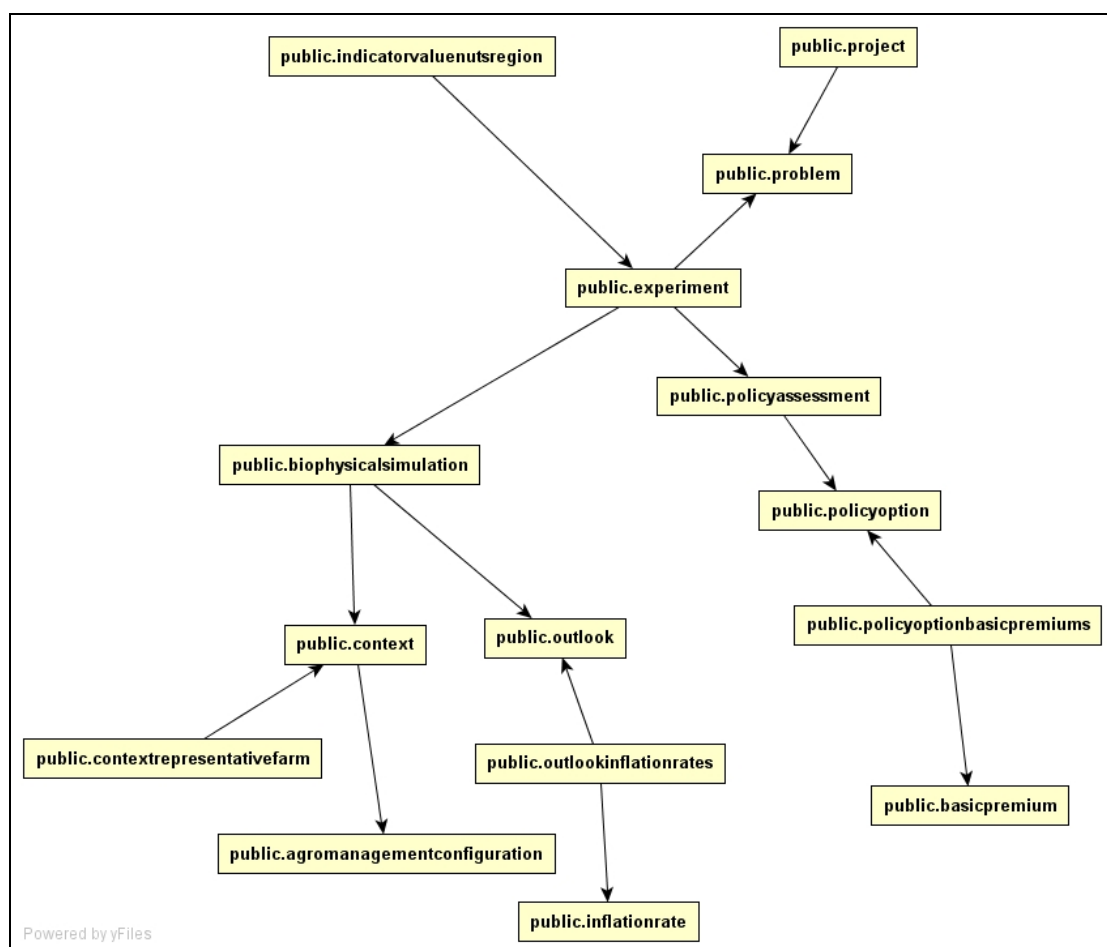 public.project
public.indicatorvaluenutsregion
public.problem
public.experiment
public.policyassessment
public.biophysicalsimulation
public.policyoption
public.policyoptionbasicpremiums
public.outlook
public.context
public.contextrepresentativefarm
public.outlookinflationrates
public.basicpremium
public.agromanagementconfiguration
public.inflationrate
Powered by yFiles